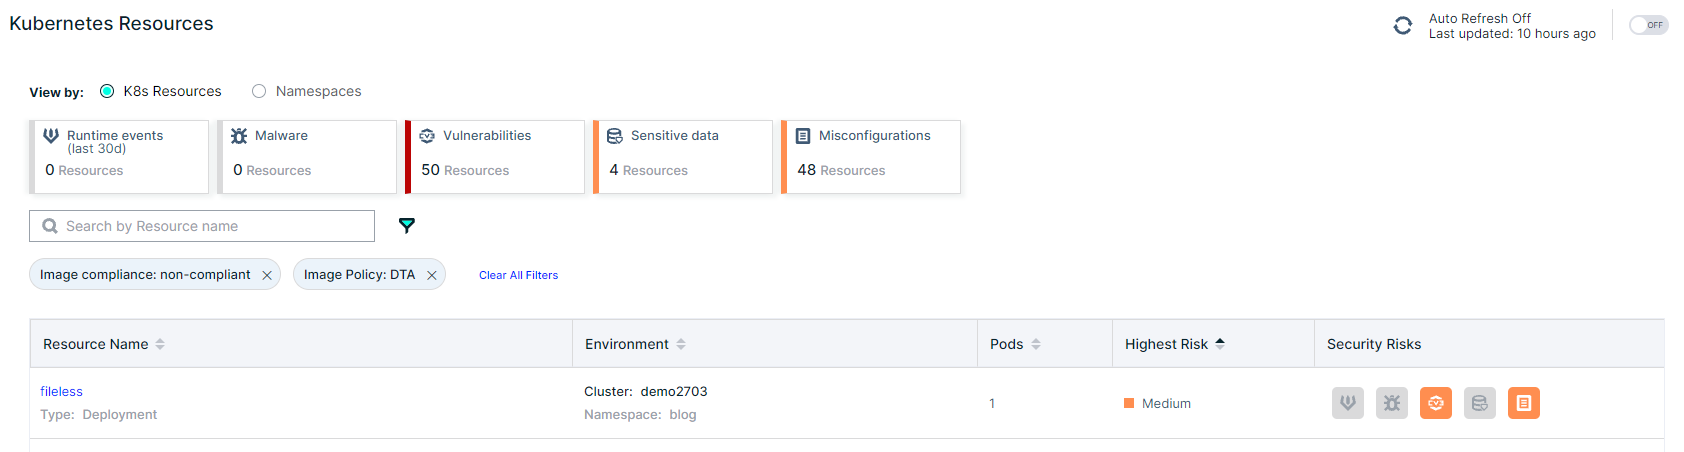 Kubernetes Resources
Auto Refresh Off
Last updated: 10 hours ago
OFF
View by:
K8s Resources
Namespaces
Runtime events
(last 30d)
0 Resources
Malware
0 Resources
CVE
Vulnerabilities
50 Resources
Sensitive data
4 Resources
Misconfigurations
48 Resources
Search by Resource name
Image compliance: non-compliant
Image Policy: DTA
Clear All Filters
Resource Name
Environment
Pods
Highest Risk
Security Risks
fileless
Type: Deployment
Cluster: demo2703
Namespace: blog
1
Medium
CVE